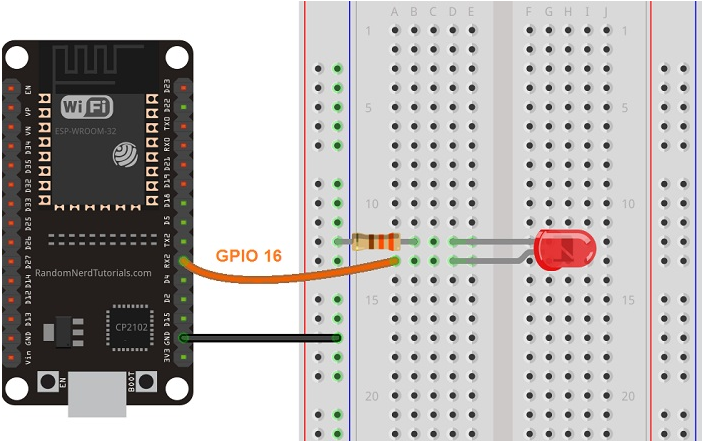 A B C D E
F G H I J
1
1
5
5
10
10
15
15
20
20
WiFi
ESP-WROOM-32
EN
VP
VN
D34
D35
D32
D33
D25
D26
D27
D14
D12
D13
GND
Vin
D23
D22
TX0
RX0
D21
D19
D18
D5
TX2
RX2
D4
D2
D15
GND
3V3
GPIO 16
RandomNerdTutorials.com
CP2102
EN
BOOT